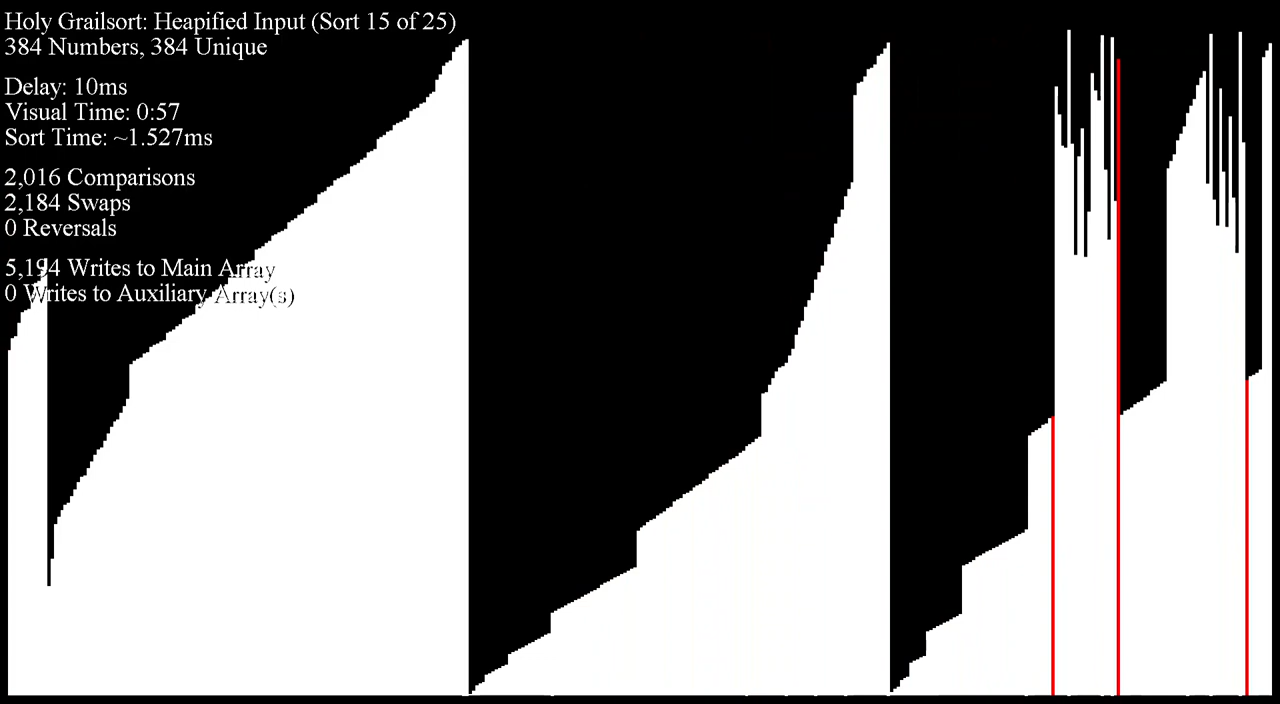 Holy Grailsort: Heapified Input (Sort 15 of 25)
384 Numbers, 384 Unique
Delay: 10ms
Visual Time: 0:57
Sort Time: ~1.527ms
2,016 Comparisons
2,184 Swaps
0 Reversals
5,194 Writes to Main Array
0 Writes to Auxiliary Array(s)